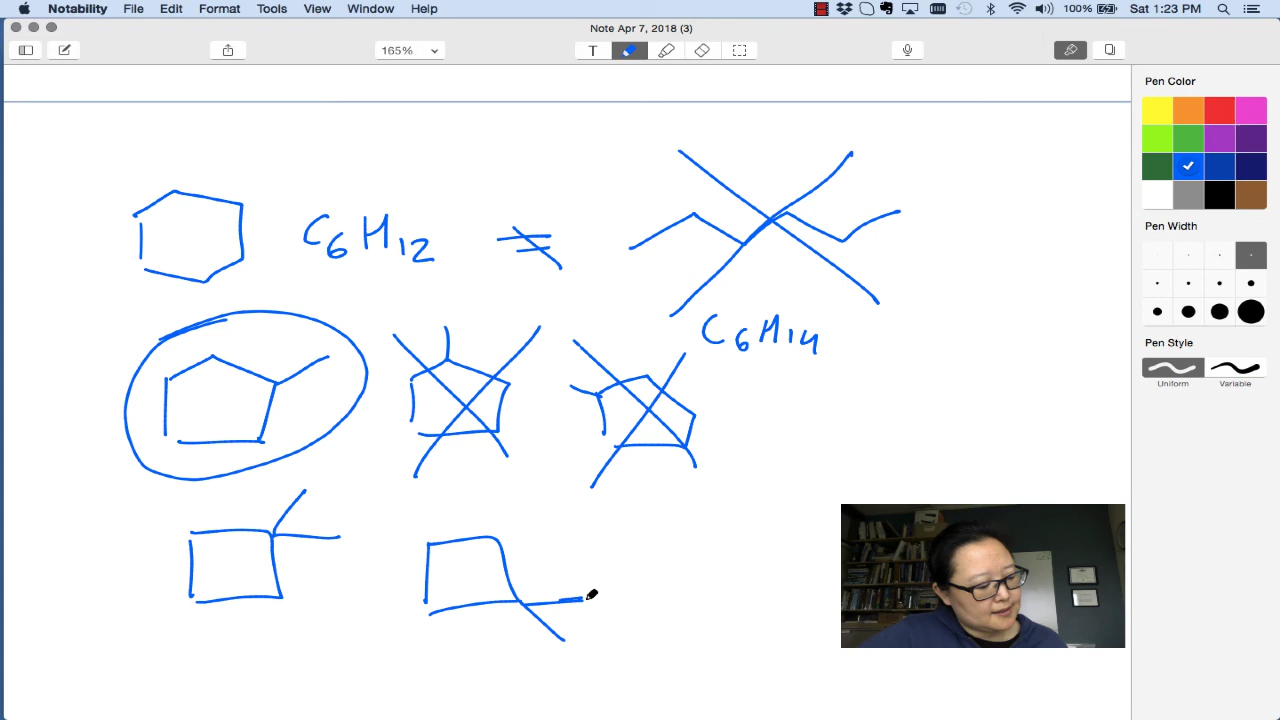 Notability File Edit Format Tools View Window Help 100% Sat 1:23 PM
Note Apr 7, 2018 (3)
165% T
Pen Color
C6H12 ≠
Pen Width
C6H14
Pen Style
Uniform Variable